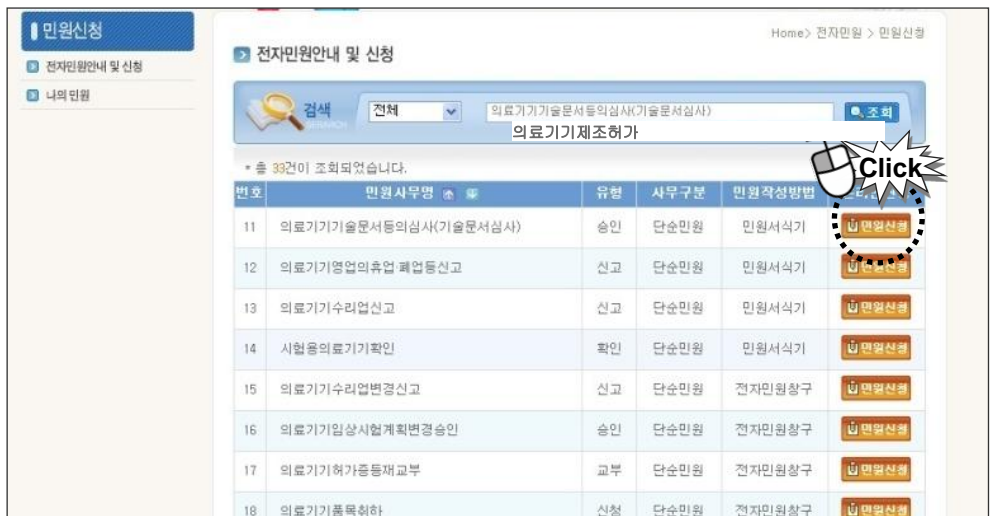 민원신청
Home> 전자민원 > 민원신청
전자민원안내 및 신청
전자민원안내 및 신청
나의 민원
검색 전체 의료기기기술문서등의심사(기술문서심사) 조회
SEARCH
의료기기제조허가
Click
* 총 33건이 조회되었습니다.
번호 민원사무명 유형 사무구분 민원작성방법
11 의료기기기술문서등의심사(기술문서심사) 승인 단순민원 민원서식기 민원신청
12 의료기기영업의휴업·폐업등신고 신고 단순민원 민원서식기 민원신청
13 의료기기수리업신고 신고 단순민원 민원서식기 민원신청
14 시험용의료기기확인 확인 단순민원 민원서식기 민원신청
15 의료기기수리업변경신고 신고 단순민원 전자민원창구 민원신청
16 의료기기임상시험계획변경승인 승인 단순민원 전자민원창구 민원신청
17 의료기기허가증등재교부 교부 단순민원 전자민원창구 민원신청
18 의료기기품목취하 신청 단순민원 전자민원창구 민원신청